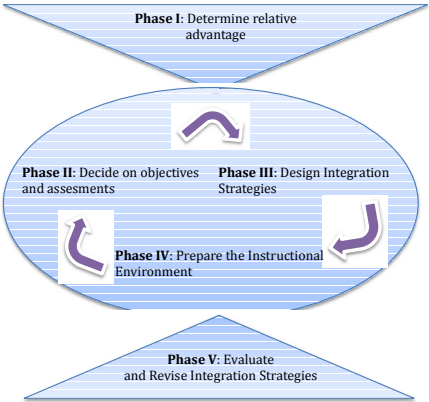 Phase I: Determine relative
advantage
Phase II: Decide on objectives
and assesments
Phase III: Design Integration
Strategies
Phase IV: Prepare the Instructional
Environment
Phase V: Evaluate
and Revise Integration Strategies